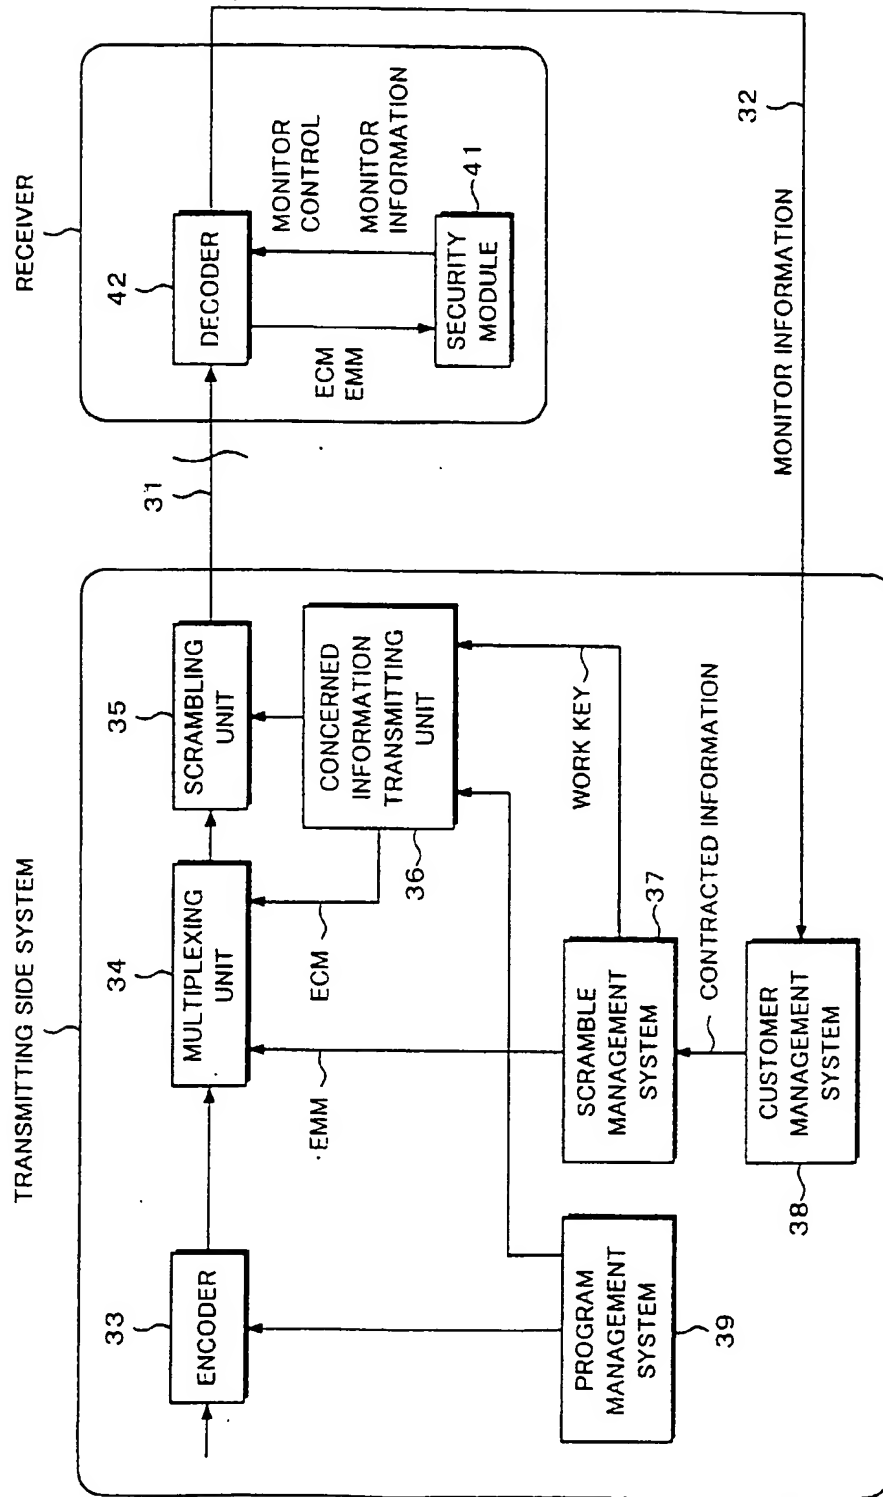 TRANSMITTING SIDE SYSTEM
RECEIVER
33
ENCODER
34
MULTIPLEXING
UNIT
35
SCRAMBLING
UNIT
31
42
DECODER
EMM
ECM
CONCERNED
INFORMATION
TRANSMITTING
UNIT
36
ECM
EMM
MONITOR
CONTROL
MONITOR
INFORMATION
SECURITY
MODULE
41
WORK KEY
PROGRAM
MANAGEMENT
SYSTEM
39
SCRAMBLE
MANAGEMENT
SYSTEM
37
CONTRACTED INFORMATION
CUSTOMER
MANAGEMENT
SYSTEM
38
MONITOR INFORMATION
32